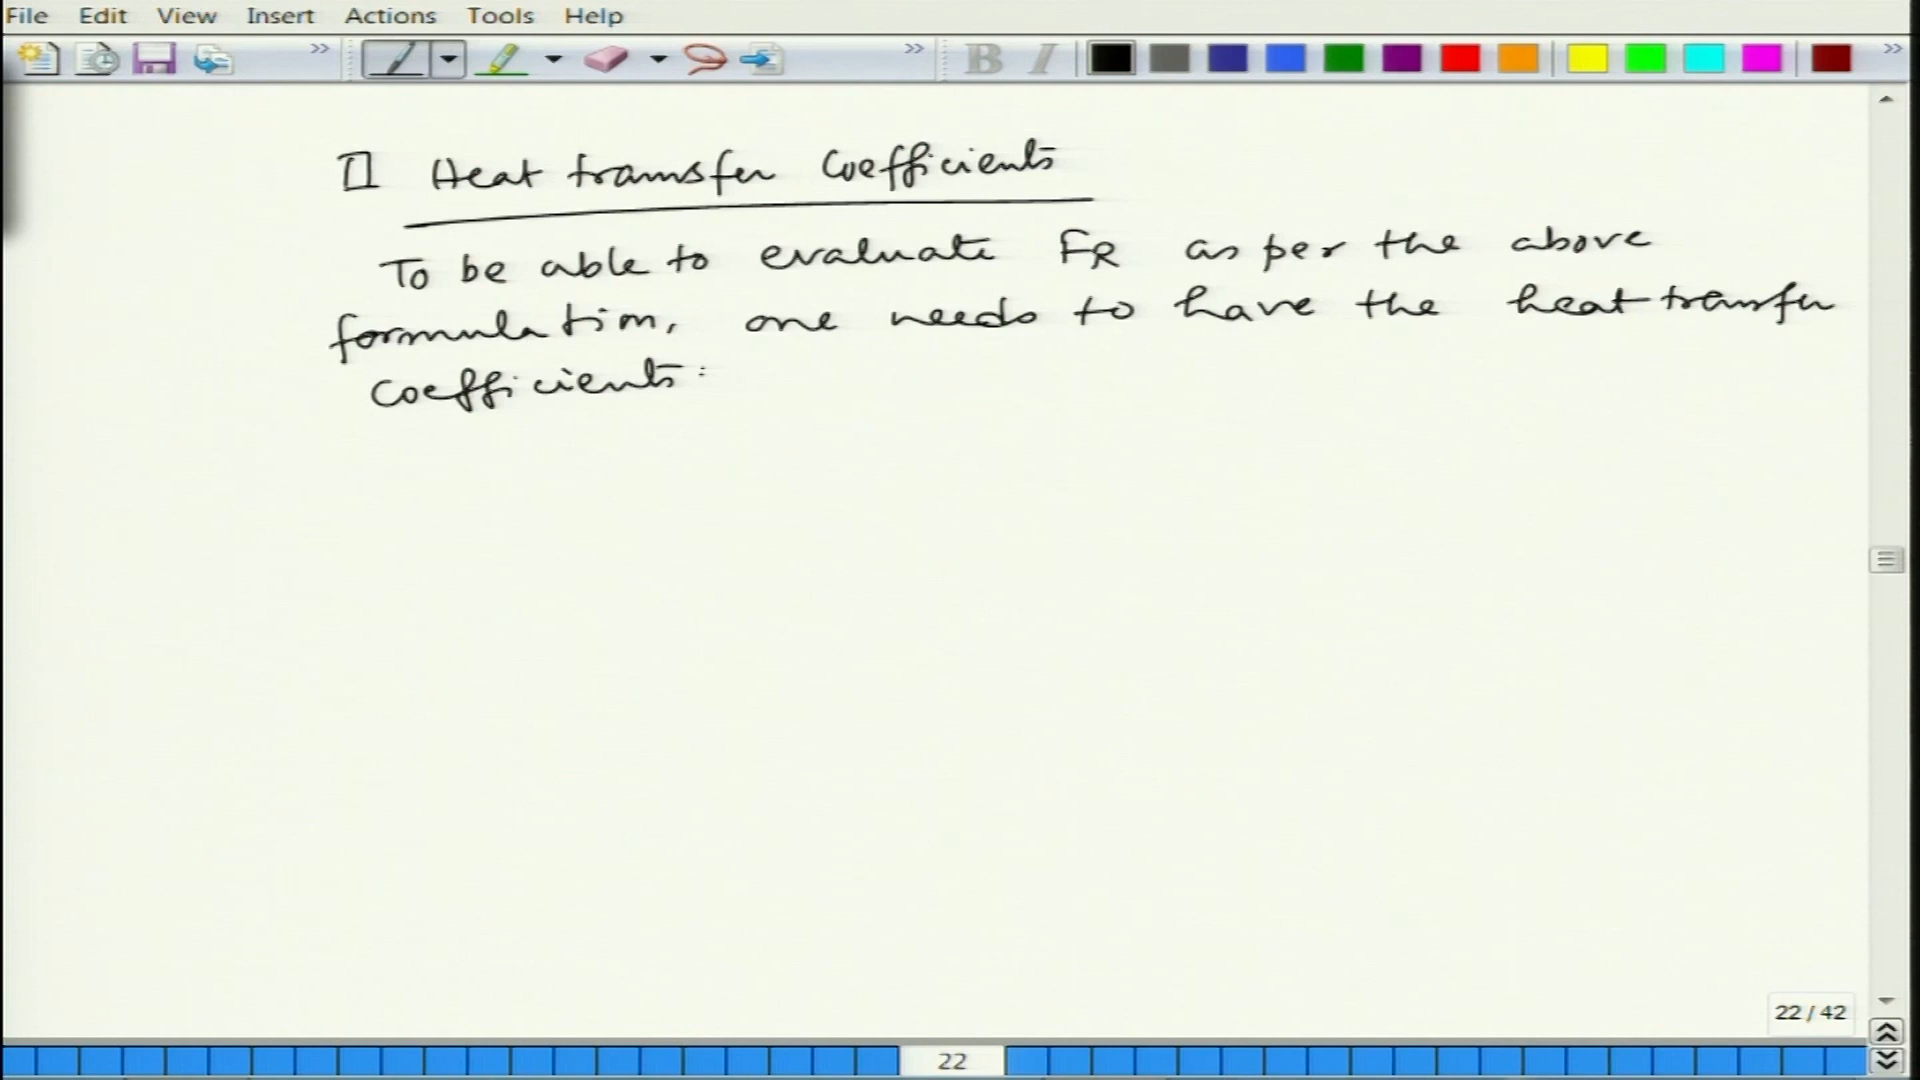 File Edit View Insert Actions Tools Help
B I
Heat transfer Coefficients
To be able to evaluate FR as per the above
formulation, one needs to have the heat transfer
coefficients:
22 / 42
22